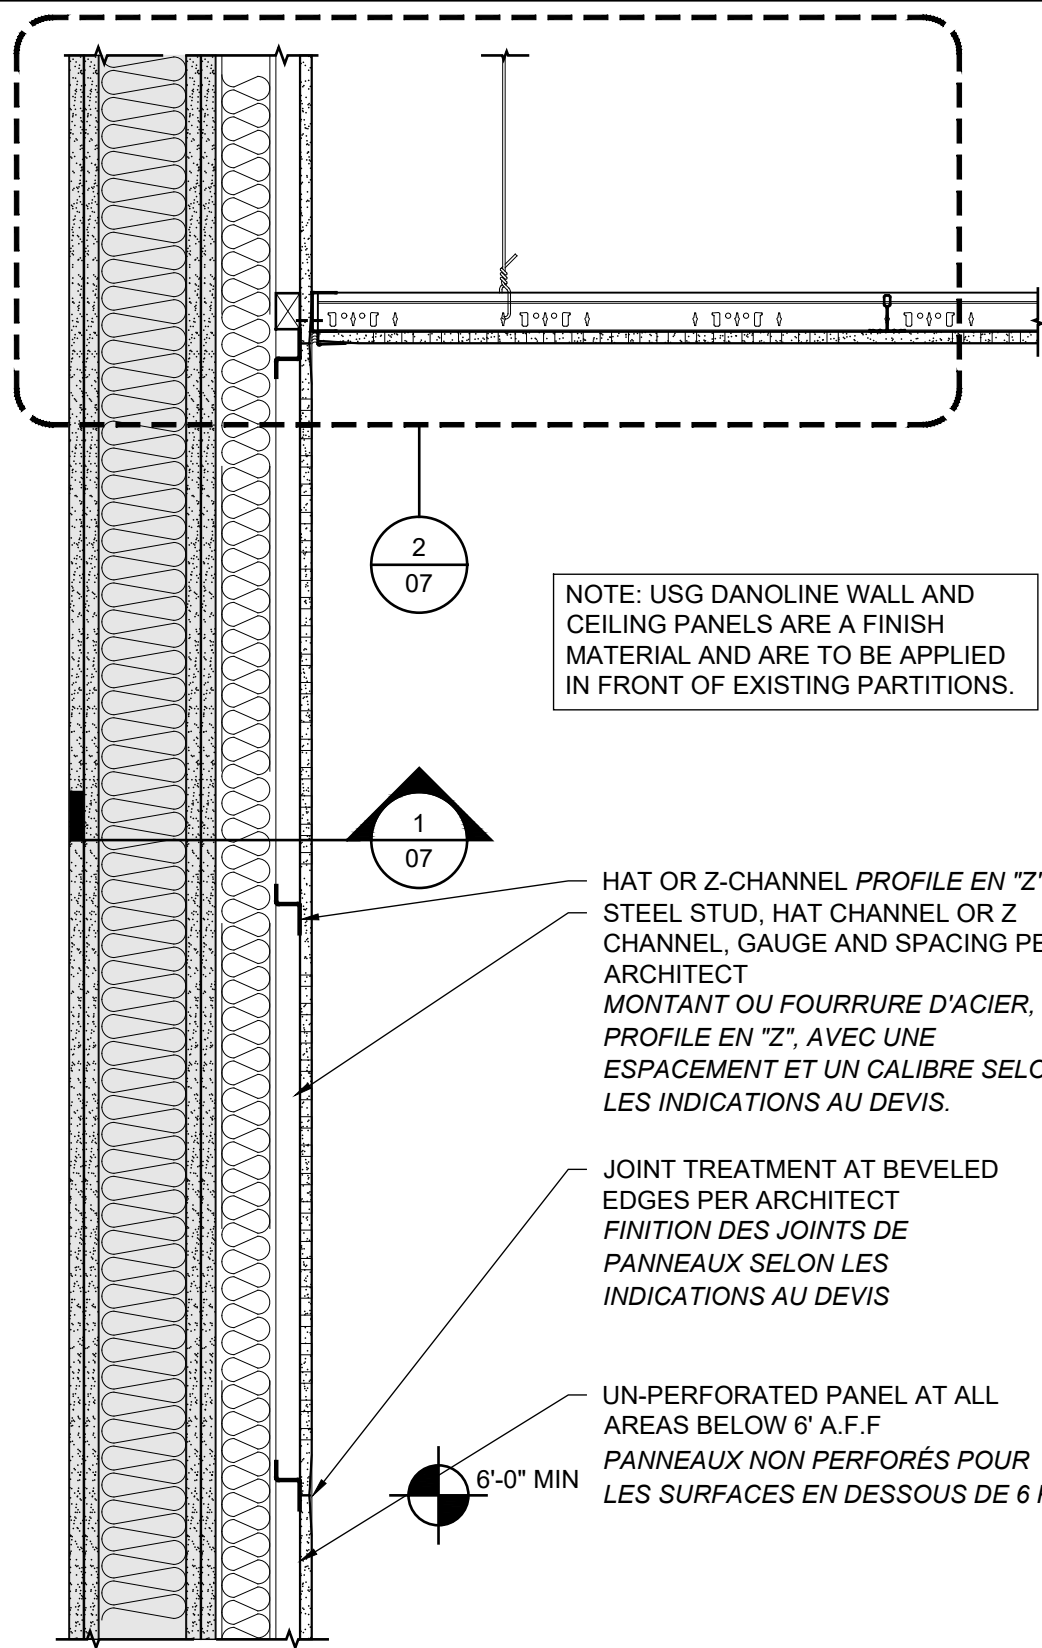 2
07
NOTE: USG DANOLINE WALL AND
CEILING PANELS ARE A FINISH
MATERIAL AND ARE TO BE APPLIED
IN FRONT OF EXISTING PARTITIONS.
1
07
HAT OR Z-CHANNEL PROFILE EN "Z"
STEEL STUD, HAT CHANNEL OR Z
CHANNEL, GAUGE AND SPACING
ARCHITECT
MONTANT OU FOURRURE D'ACIER,
PROFILE EN "Z", AVEC UNE
ESPACEMENT ET UN CALIBRE
LES INDICATIONS AU DEVIS.
JOINT TREATMENT AT BEVELED
EDGES PER ARCHITECT
FINITION DES JOINTS DE
PANNEAUX SELON LES
INDICATIONS AU DEVIS
UN-PERFORATED PANEL AT ALL
AREAS BELOW 6' A.F.F
6'-0" MIN
PANNEAUX NON PERFORÉS POUR
LES SURFACES EN DESSOUS DE 6